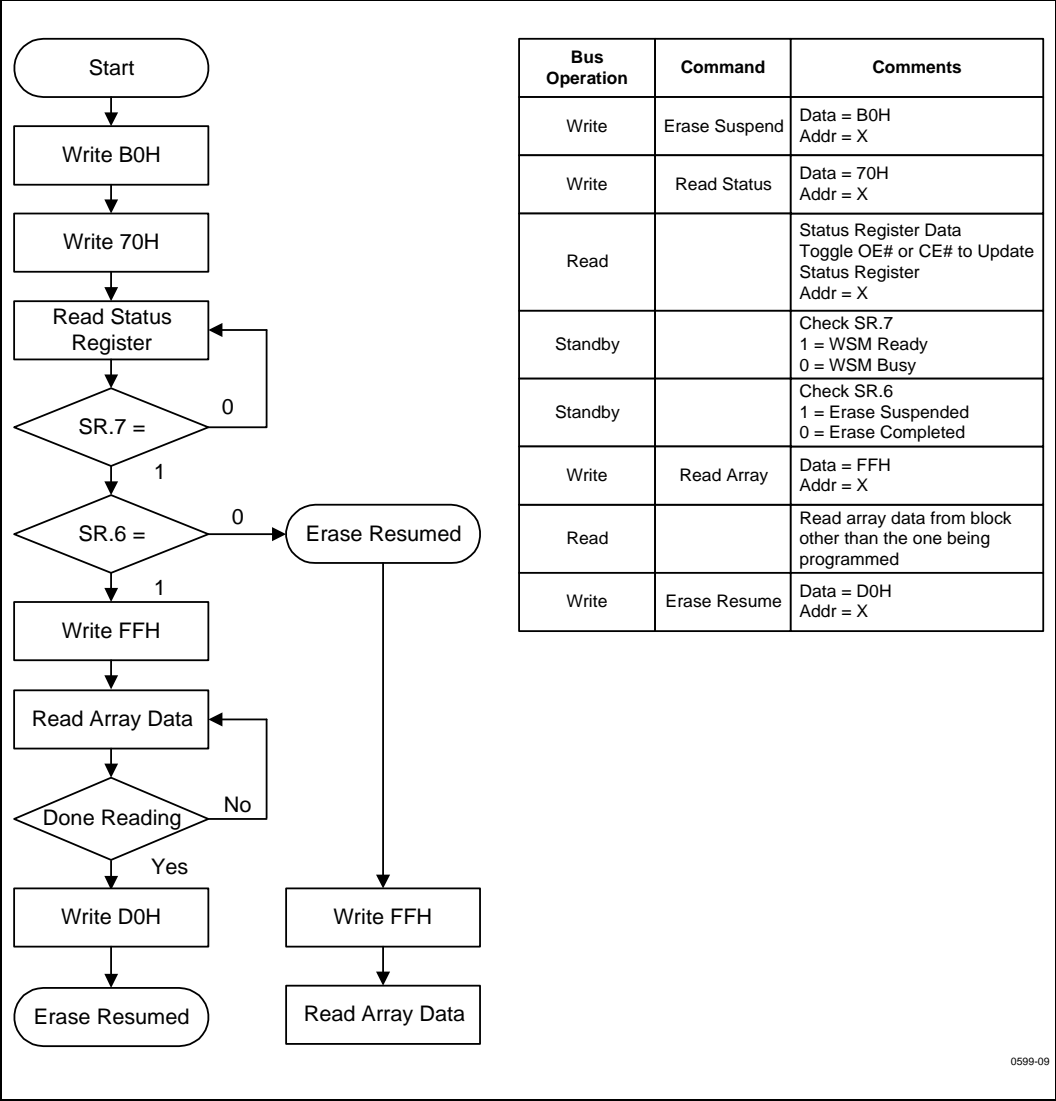 Start
Write B0H
Write 70H
Read Status
Register
SR.7 =
0
1
SR.6 =
0
Erase Resumed
1
Write FFH
Read Array Data
Done Reading
No
Yes
Write D0H
Erase Resumed
Write FFH
Read Array Data
Bus
Operation
Command
Comments
Write
Erase Suspend
Data = B0H
Addr = X
Write
Read Status
Data = 70H
Addr = X
Read
Status Register Data
Toggle OE# or CE# to Update
Status Register
Addr = X
Standby
Check SR.7
1 = WSM Ready
0 = WSM Busy
Standby
Check SR.6
1 = Erase Suspended
0 = Erase Completed
Write
Read Array
Data = FFH
Addr = X
Read
Read array data from block
other than the one being
programmed
Write
Erase Resume
Data = D0H
Addr = X
0599-09